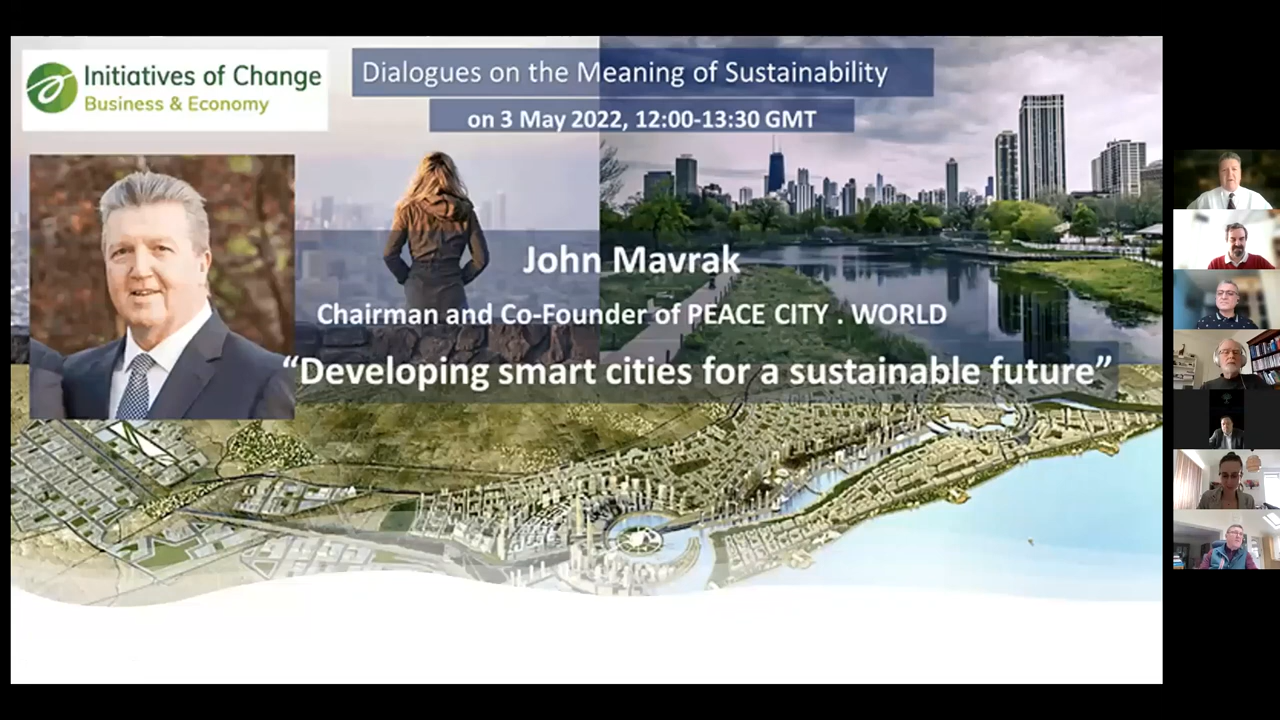 Initiatives of Change
Business & Economy
Dialogues on the Meaning of Sustainability
on 3 May 2022, 12:00-13:30 GMT
John Mavrak
Chairman and Co-Founder of PEACE CITY . WORLD
“Developing smart cities for a sustainable future”